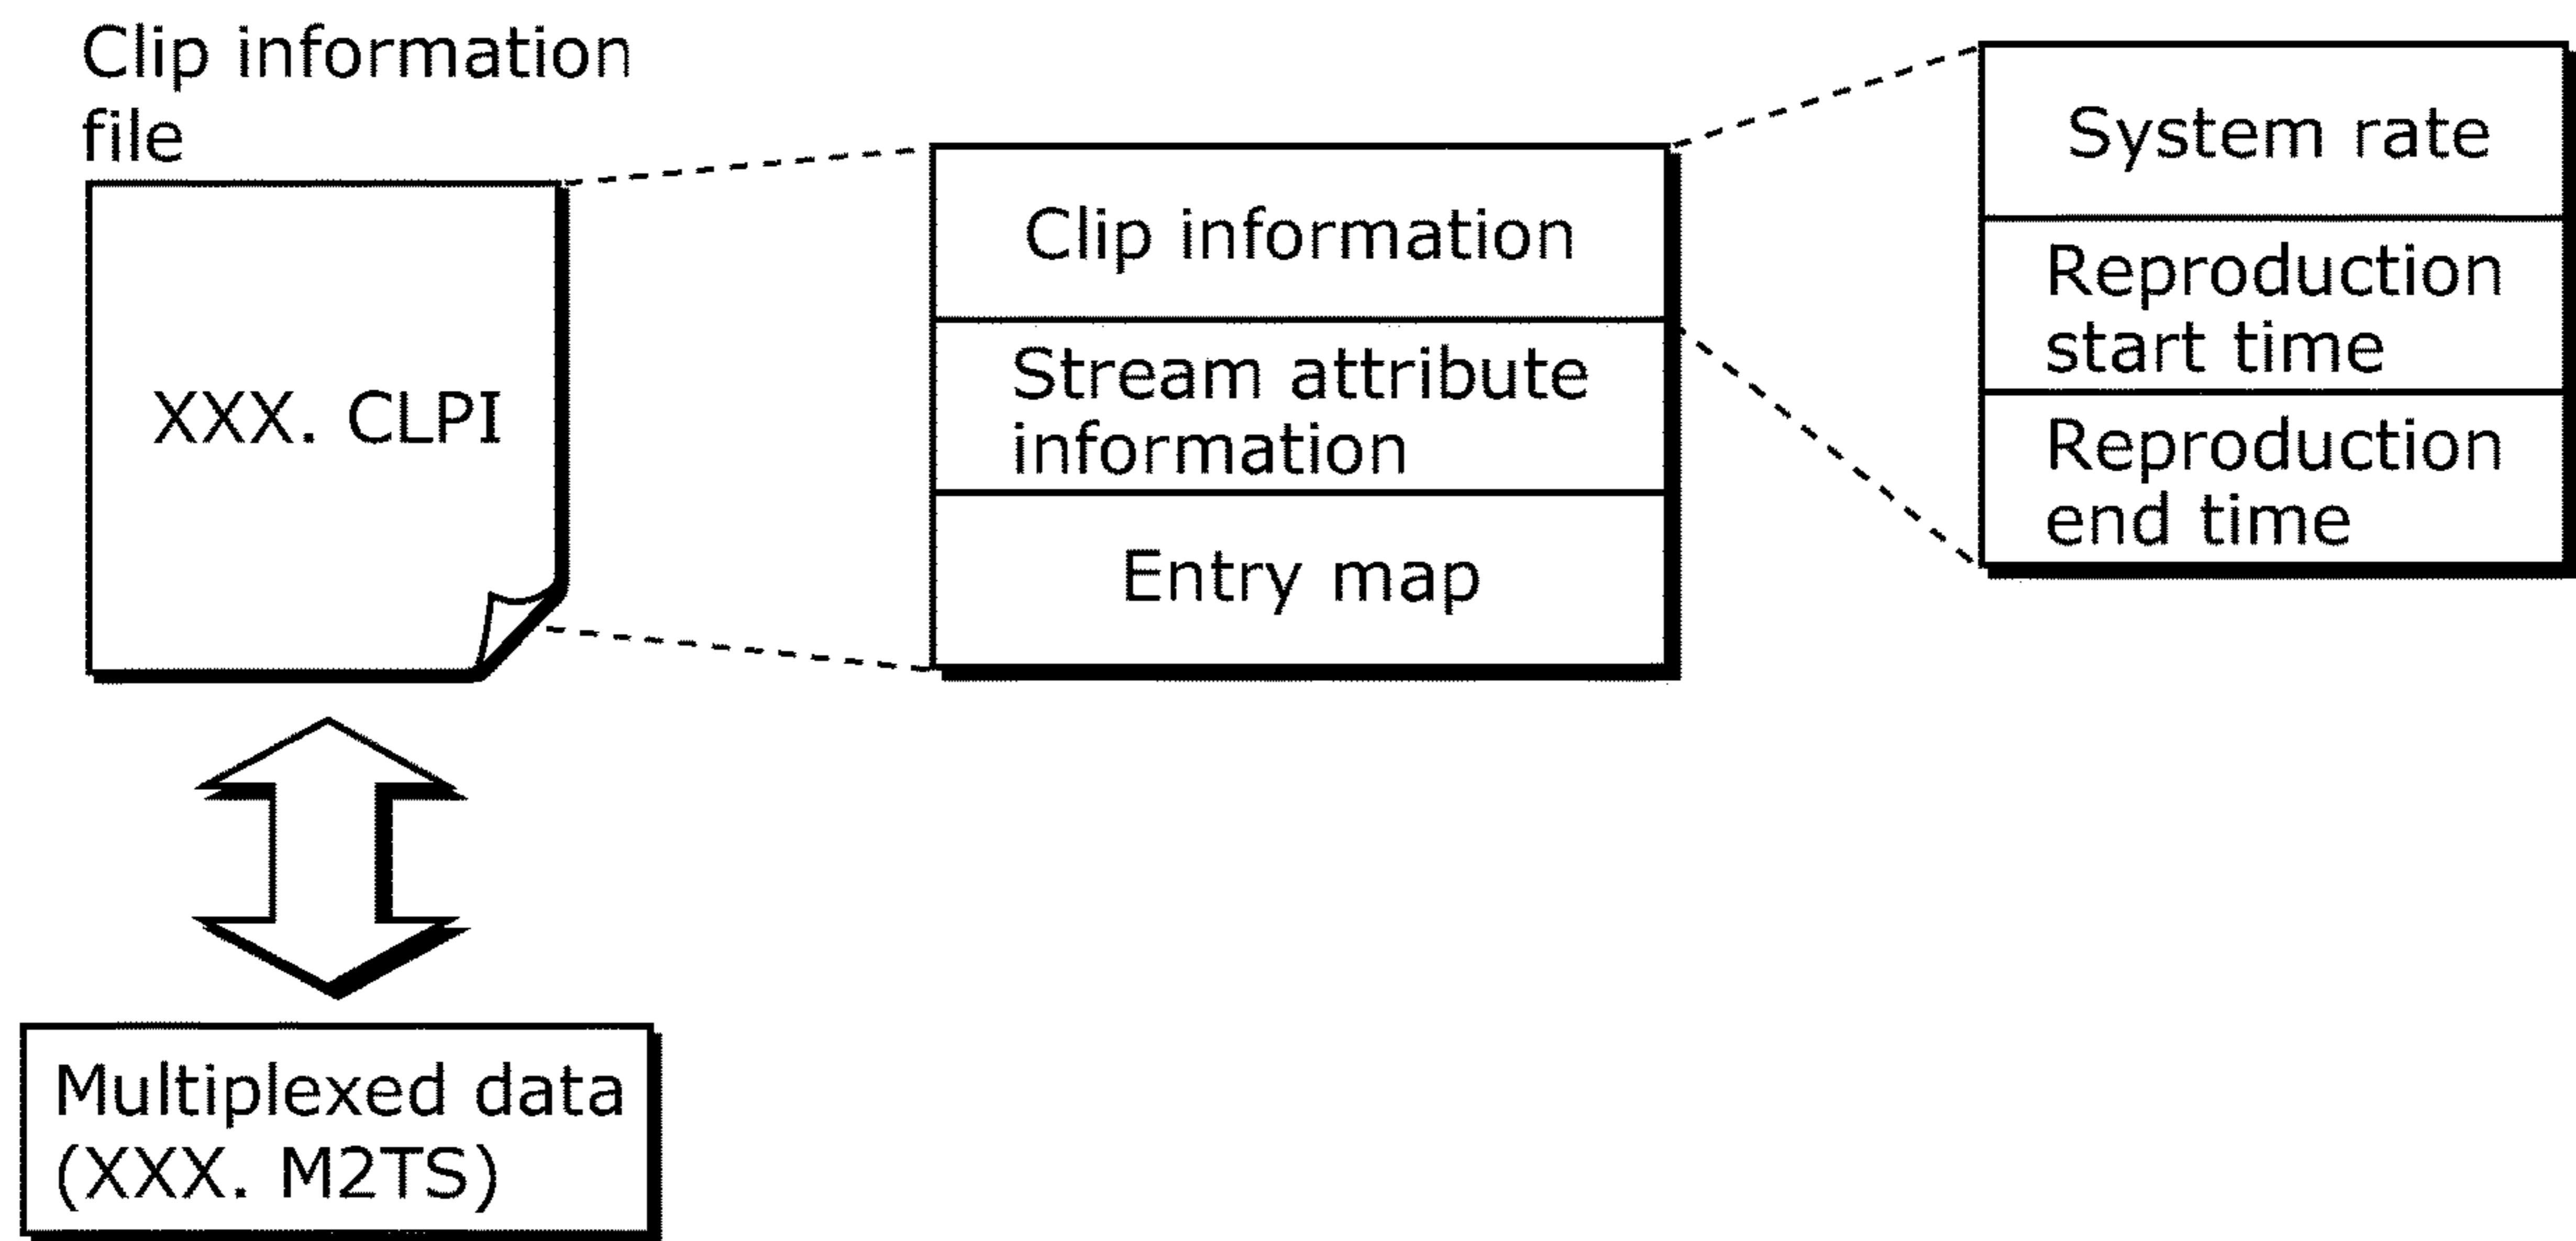 Clip information
file
XXX. CLPI
Clip information
Stream attribute
information
Entry map
System rate
Reproduction
start time
Reproduction
end time
Multiplexed data
(XXX. M2TS)